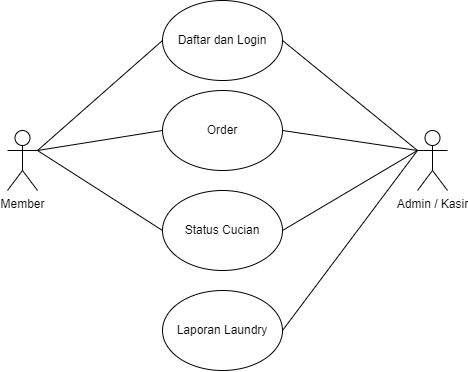 Daftar dan Login
Order
Member
Admin / Kasir
Status Cucian
Laporan Laundry